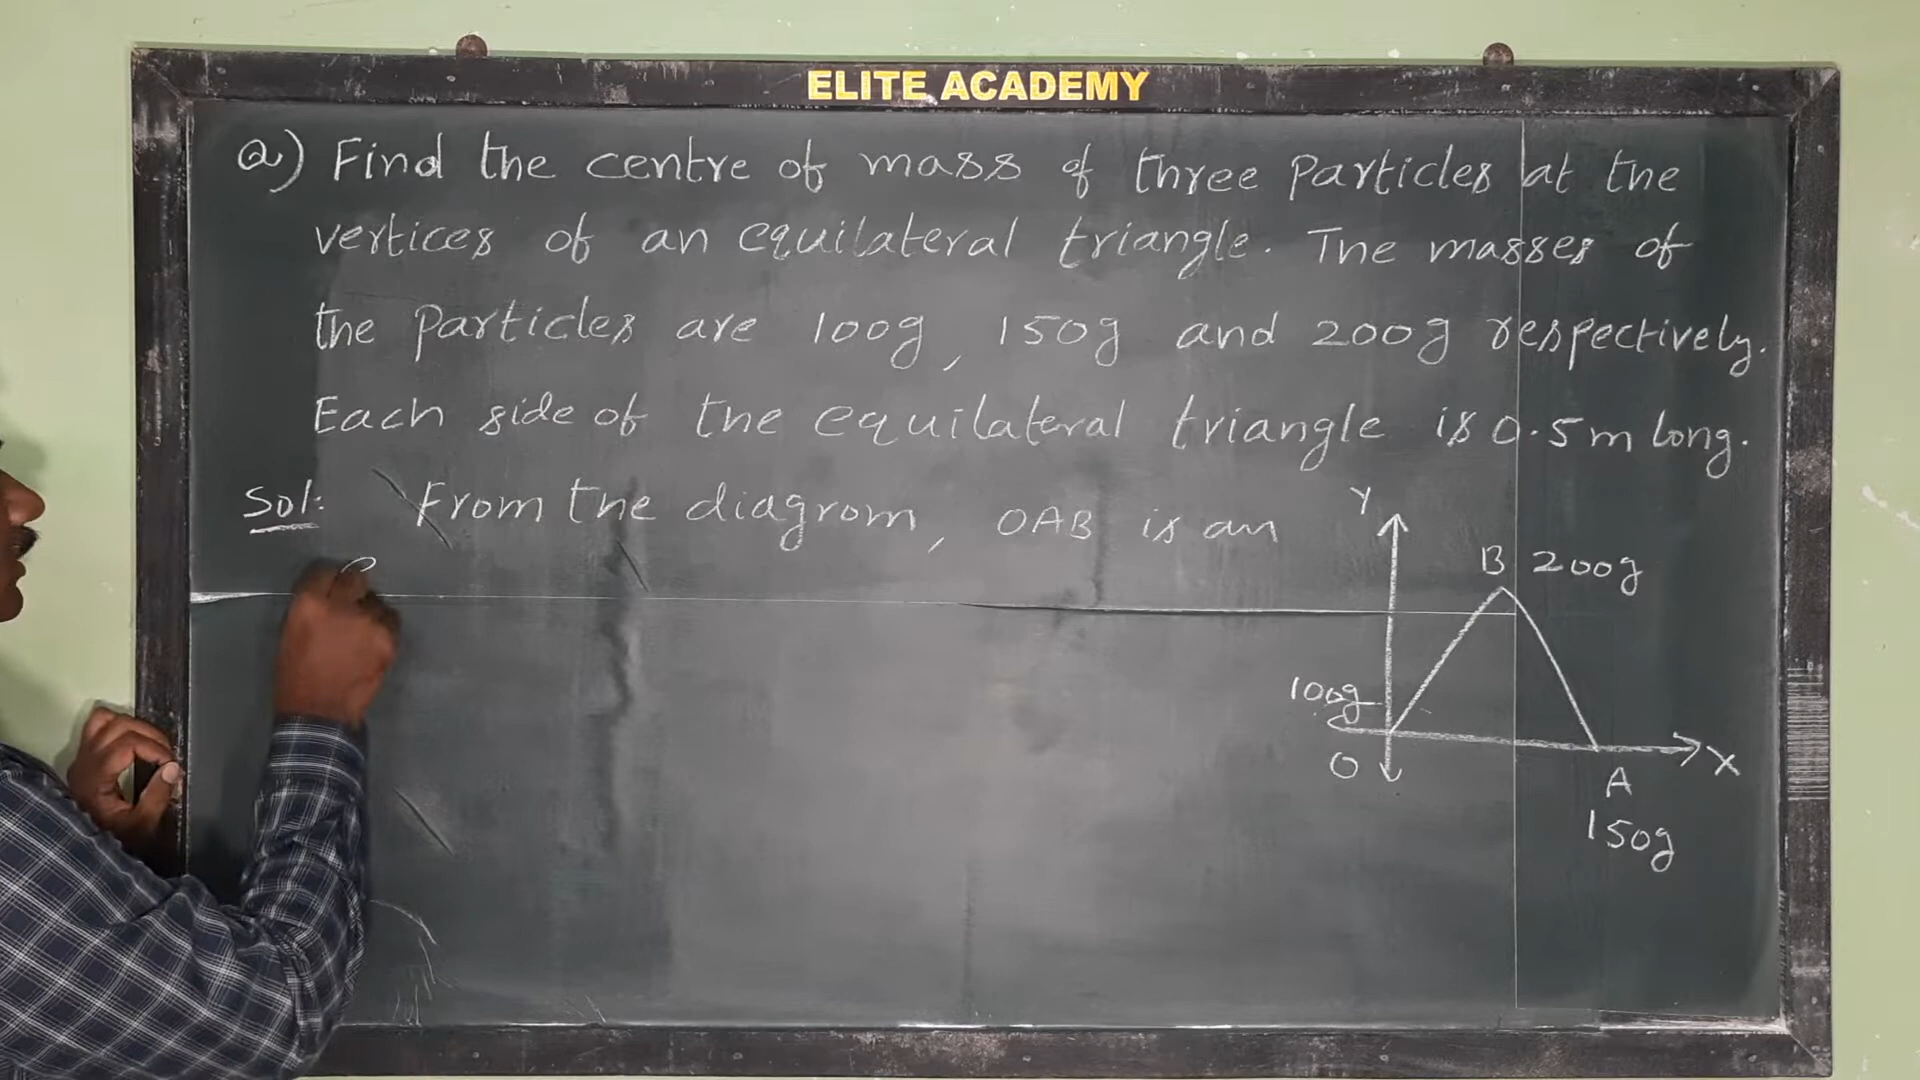 ELITE ACADEMY
Q) Find the centre of mass of three particles at the
vertices of an equilateral triangle. The masses of
the particles are 100g, 150g and 200g respectively.
Each side of the equilateral triangle is 0.5m long.
Sol: From the diagrom, OAB is an
Y
B 200g
100g
O
X
A
150g